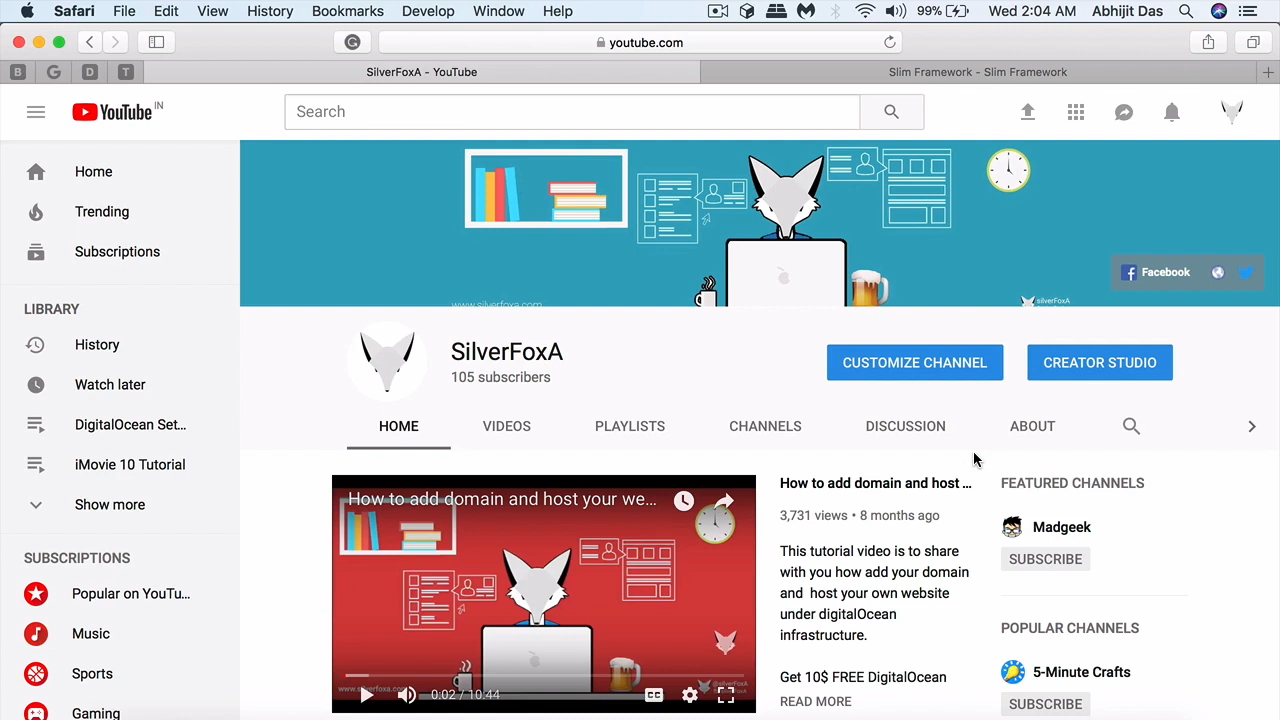 Safari File Edit View History Bookmarks Develop Window Help 99% Wed 2:04 AM Abhijit Das
youtube.com
B G D T SilverFoxA - YouTube Slim Framework - Slim Framework
YouTube IN Search
Home
Trending
Subscriptions
LIBRARY
History
Watch later
DigitalOcean Set...
iMovie 10 Tutorial
Show more
SUBSCRIPTIONS
Popular on YouTu...
Music
Sports
Gaming
Facebook
www.silverfoxa.com
silverFoxA
SilverFoxA
105 subscribers
CUSTOMIZE CHANNEL CREATOR STUDIO
HOME VIDEOS PLAYLISTS CHANNELS DISCUSSION ABOUT
How to add domain and host your we...
0:02 / 10:44
CC
@silverfoxA
How to add domain and host ...
3,731 views • 8 months ago
This tutorial video is to share
with you how add your domain
and host your own website
under digitalOcean
infrastructure.
Get 10$ FREE DigitalOcean
READ MORE
FEATURED CHANNELS
Madgeek
SUBSCRIBE
POPULAR CHANNELS
5-Minute Crafts
SUBSCRIBE